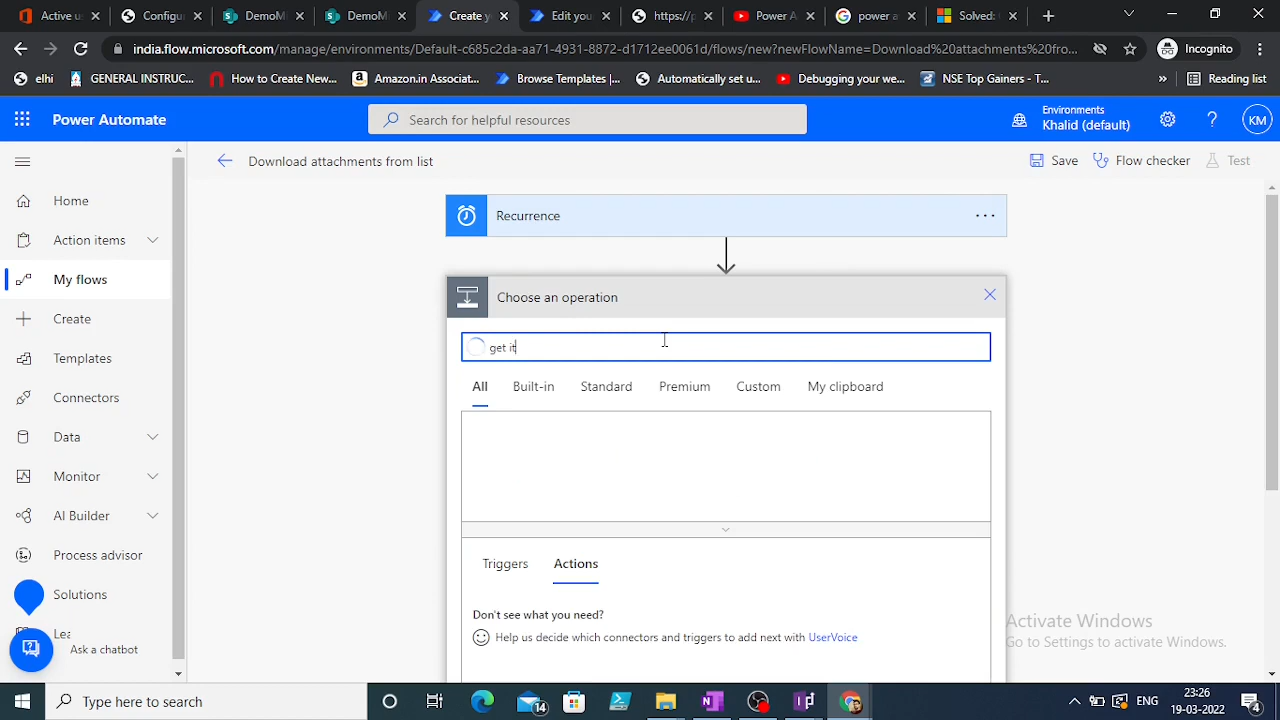 Active us
Configu
DemoMi
DemoMi
Create y
Edit you
https://p
Power A
power a
Solved:
india.flow.microsoft.com/manage/environments/Default-c685c2da-aa71-4931-8872-d1712ee0061d/flows/new?newFlowName=Download%20attachments%20fro...
Incognito
elhi
GENERAL INSTRUC...
How to Create New...
Amazon.in Associat...
Browse Templates |...
Automatically set u...
Debugging your we...
NSE Top Gainers - T...
»
Reading list
Power Automate
Search for helpful resources
Environments
Khalid (default)
?
KM
Download attachments from list
Save
Flow checker
Test
Home
Action items
My flows
Create
Templates
Connectors
Data
Monitor
AI Builder
Process advisor
Solutions
Lea
Ask a chatbot
Recurrence
...
Choose an operation
get it
All
Built-in
Standard
Premium
Custom
My clipboard
Triggers
Actions
Don't see what you need?
Help us decide which connectors and triggers to add next with UserVoice
Activate Windows
Go to Settings to activate Windows.
Type here to search
14
ENG
23:26
19-03-2022
4